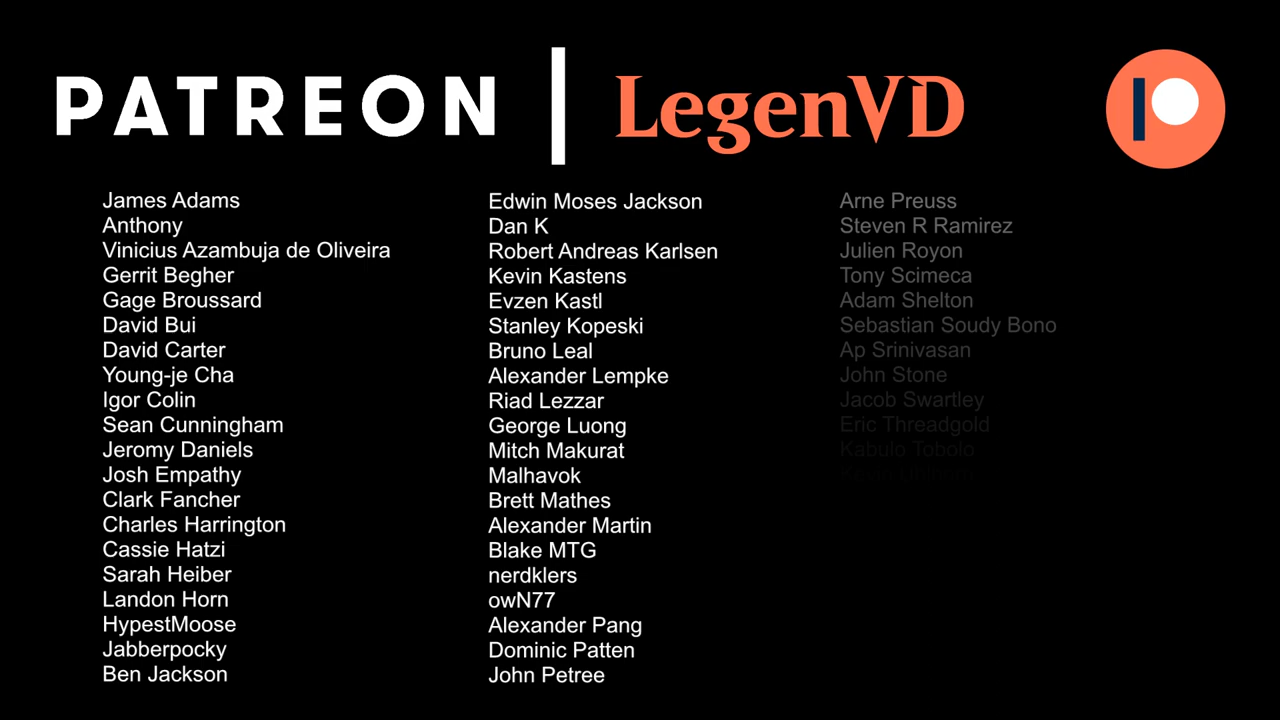 PATREON | LegenVD
James Adams
Anthony
Vinicius Azambuja de Oliveira
Gerrit Begher
Gage Broussard
David Bui
David Carter
Young-je Cha
Igor Colin
Sean Cunningham
Jeromy Daniels
Josh Empathy
Clark Fancher
Charles Harrington
Cassie Hatzi
Sarah Heiber
Landon Horn
HypestMoose
Jabberpocky
Ben Jackson
Edwin Moses Jackson
Dan K
Robert Andreas Karlsen
Kevin Kastens
Evzen Kastl
Stanley Kopeski
Bruno Leal
Alexander Lempke
Riad Lezzar
George Luong
Mitch Makurat
Malhavok
Brett Mathes
Alexander Martin
Blake MTG
nerdklers
owN77
Alexander Pang
Dominic Patten
John Petree
Arne Preuss
Steven R Ramirez
Julien Royon
Tony Scimeca
Adam Shelton
Sebastian Soudy Bono
Ap Srinivasan
John Stone
Jacob Swartley
Eric Threadgold
Kabulo Tobolo
Kevin